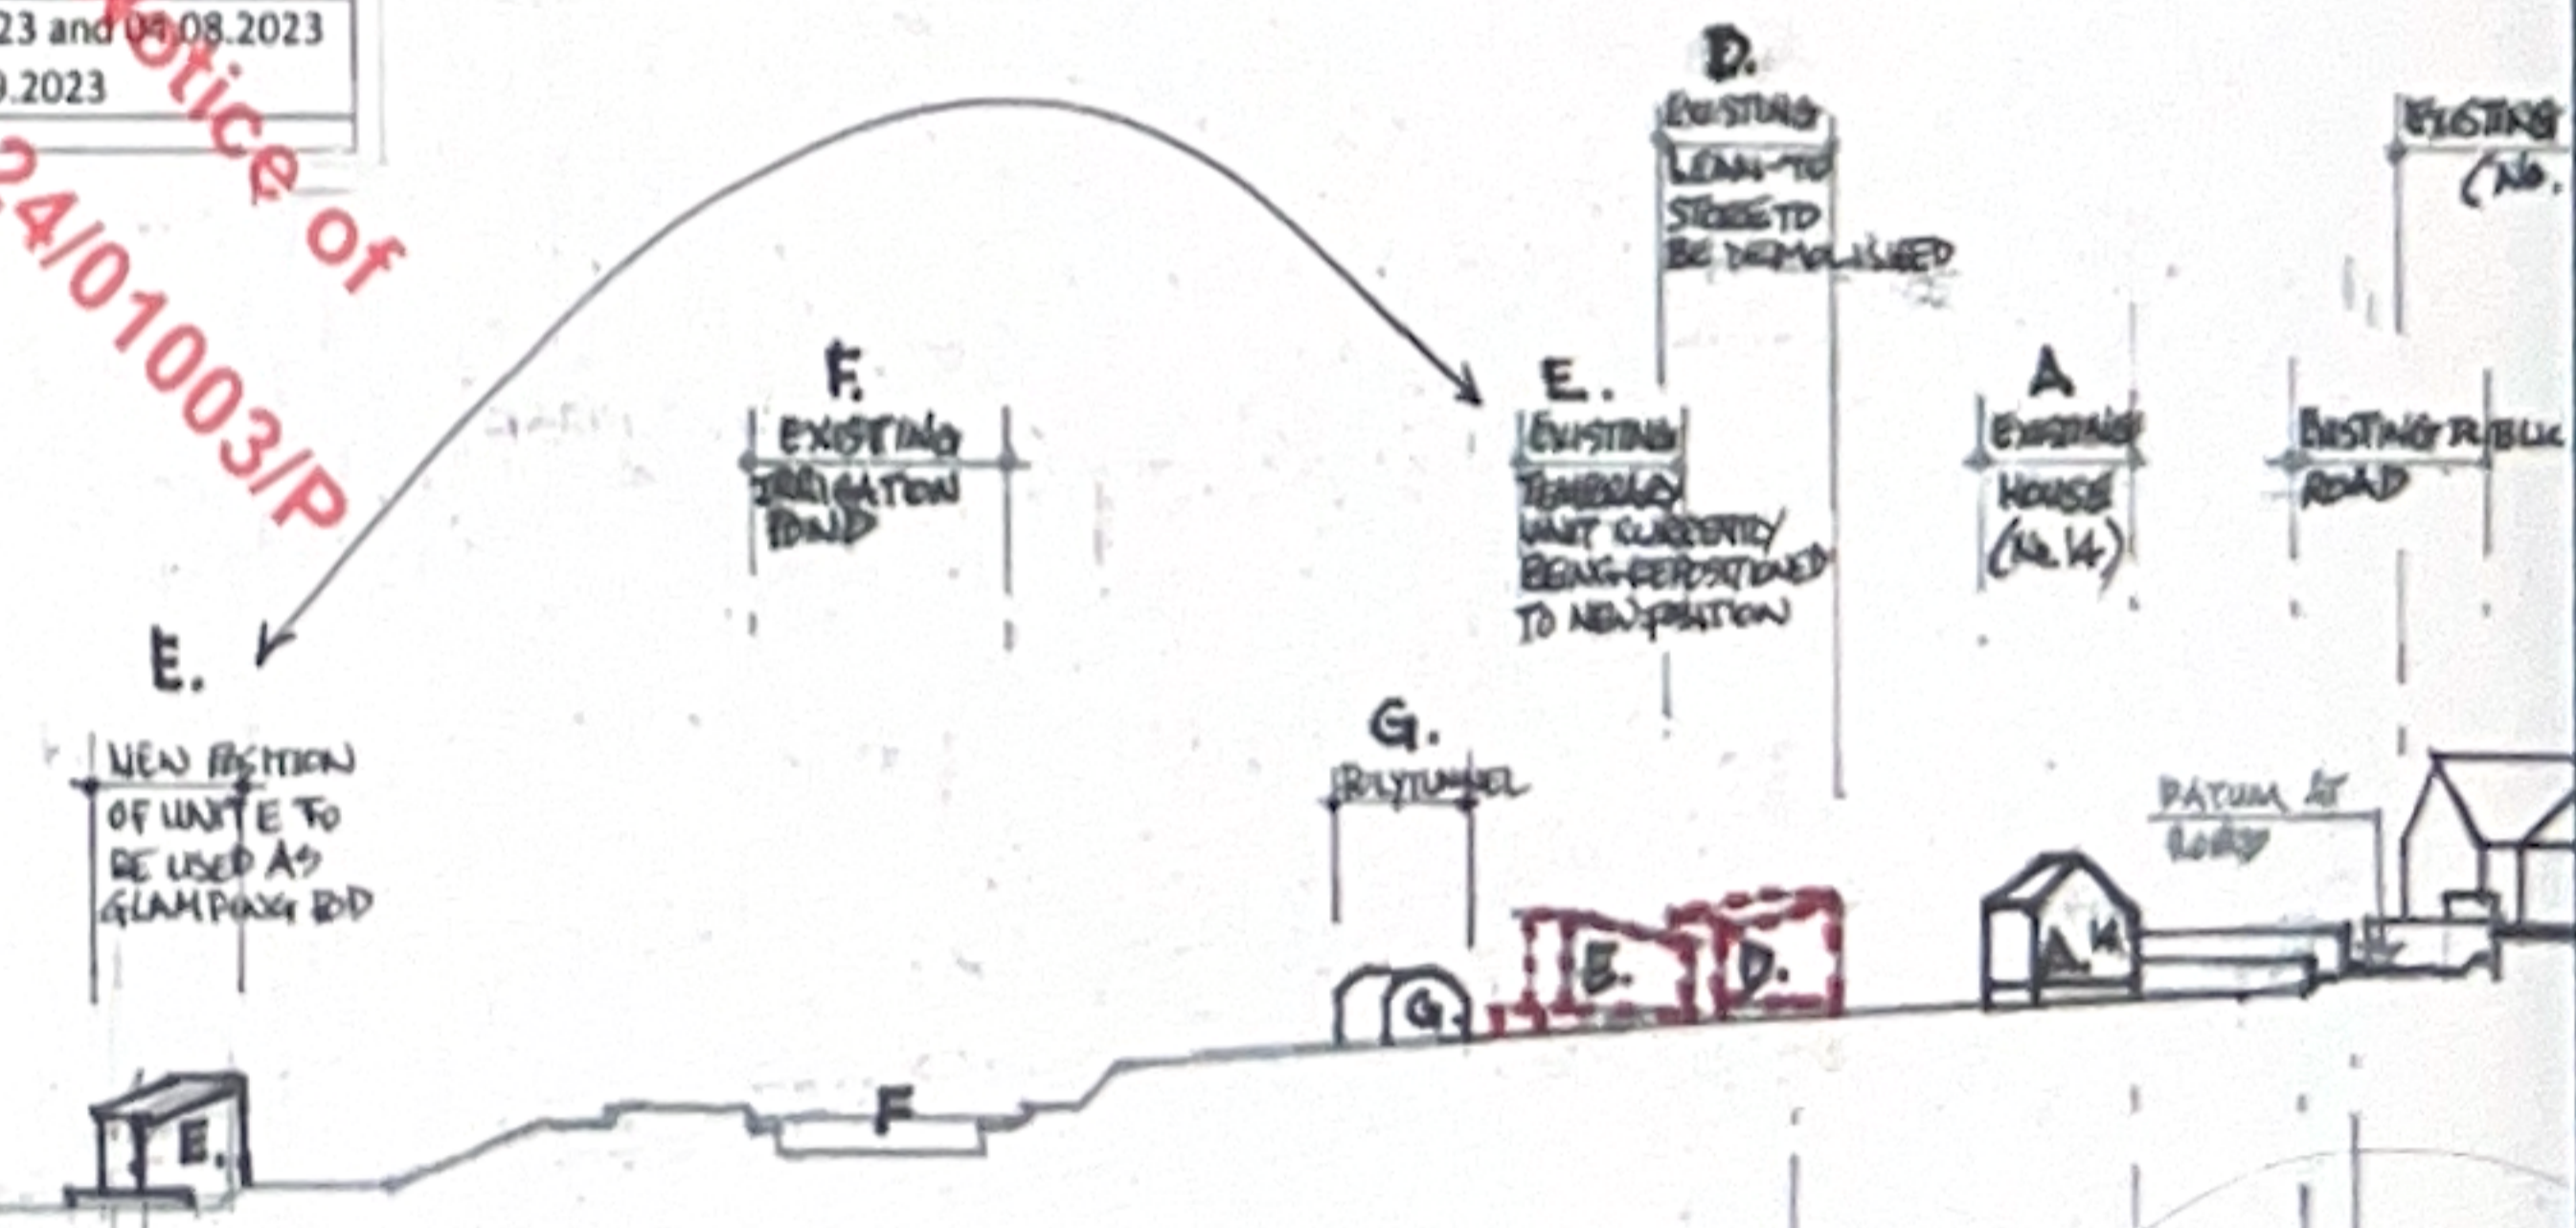 23 and 04.08.2023
9.2023
otice of
24/01003/P
D.
EXISTING
LEAN-TO
STORE TO
BE DEMOLISHED
EXISTING
(No.
F.
EXISTING
IRRIGATION
POND
E.
EXISTING
TEMPORARY
UNIT CURRENTLY
BEING REPOSITIONED
TO NEW POSITION
A
EXISTING
HOUSE
(No. 14)
EXISTING PUBLIC
ROAD
E.
NEW POSITION
OF UNIT E TO
BE USED AS
GLAMPING POD
G.
POLYTUNNEL
DATUM AT
ROAD
E.
F
G.
E.
D.
A. 14